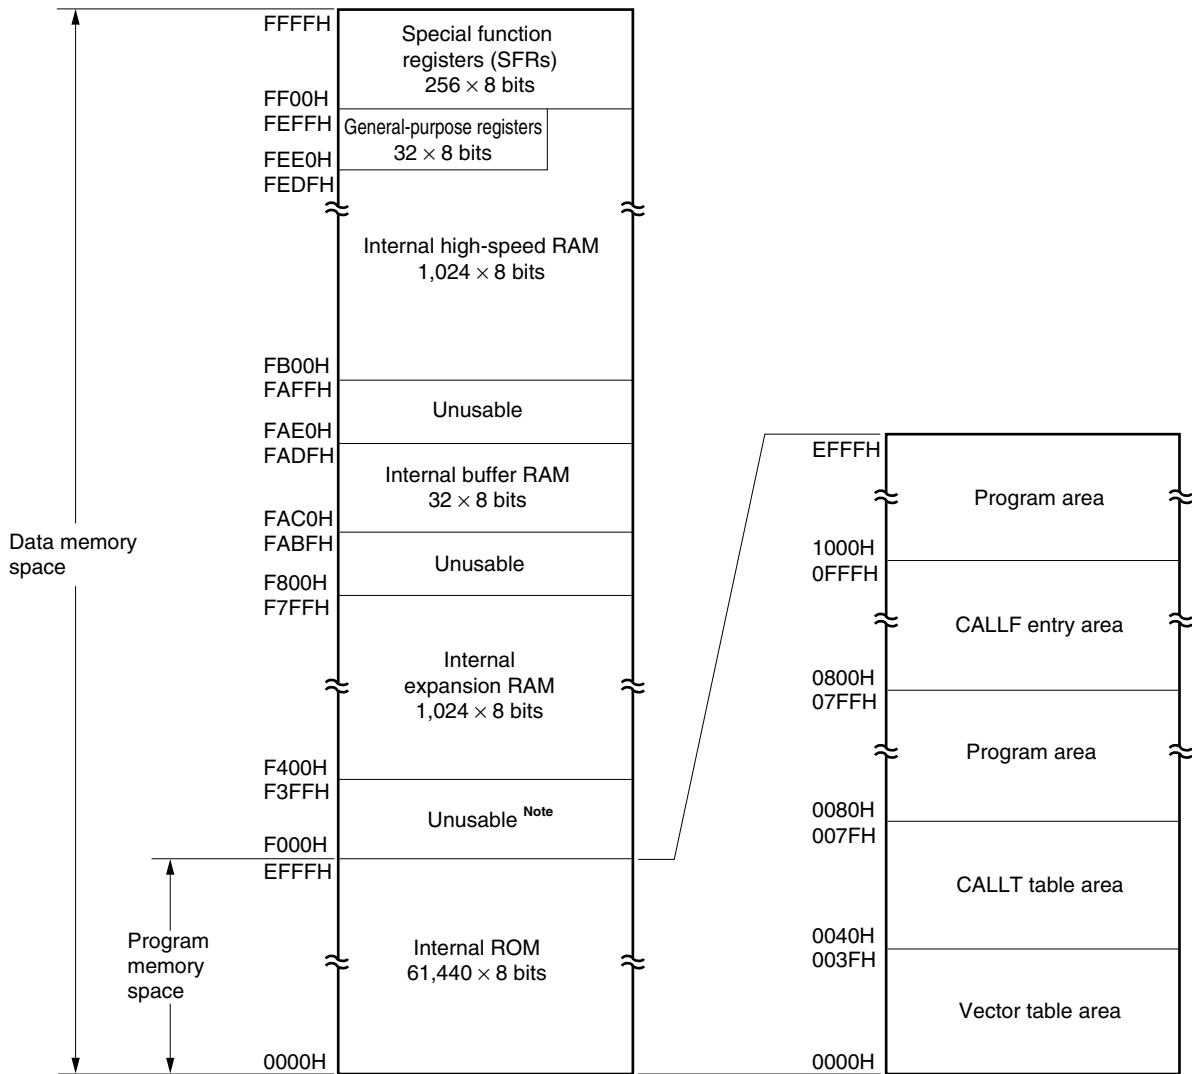 FFFFH
Special function
registers (SFRs)
256 × 8 bits
FF00H
FEFFH
General-purpose registers
32 × 8 bits
FEE0H
FEDFH
Internal high-speed RAM
1,024 × 8 bits
FB00H
FAFFH
Unusable
FAE0H
FADFH
Internal buffer RAM
32 × 8 bits
FAC0H
FABFH
Unusable
F800H
F7FFH
Internal
expansion RAM
1,024 × 8 bits
F400H
F3FFH
Unusable Note
F000H
EFFFH
Internal ROM
61,440 × 8 bits
0000H
Data memory
space
Program
memory
space
EFFFH
Program area
1000H
0FFFH
CALLF entry area
0800H
07FFH
Program area
0080H
007FH
CALLT table area
0040H
003FH
Vector table area
0000H